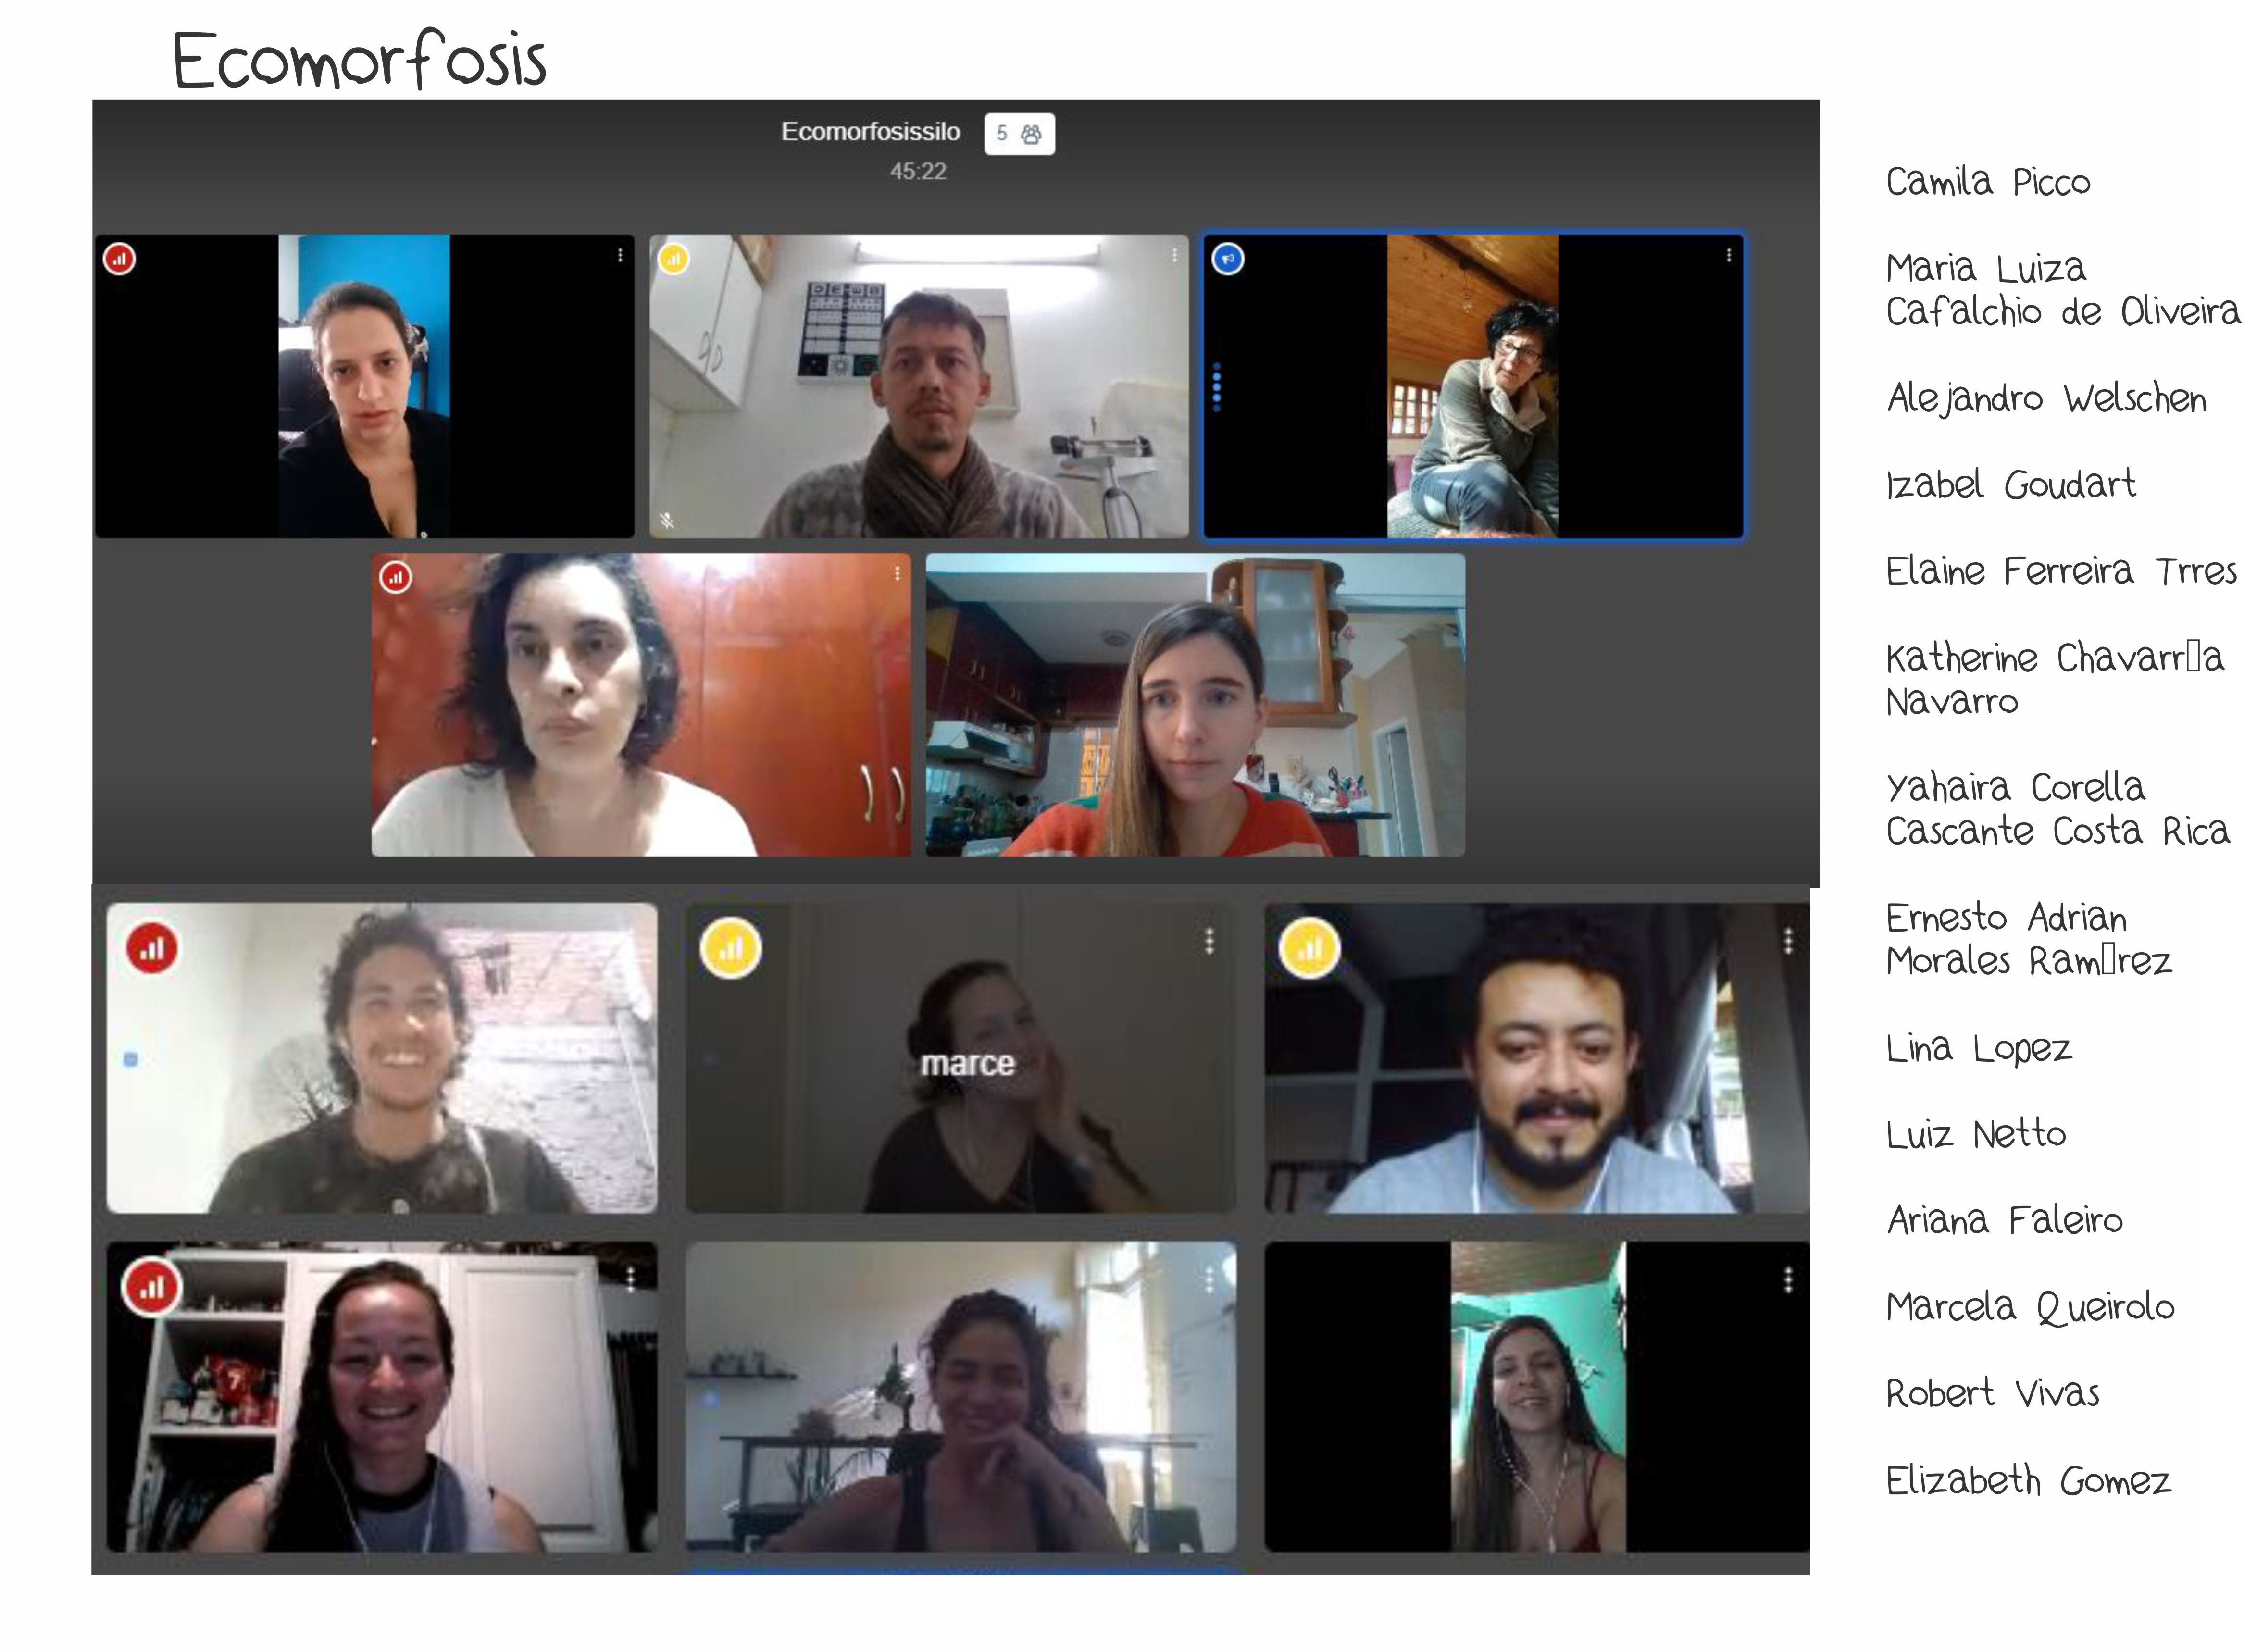 Ecomorfosis
Ecomorfosissilo
5
45:22
marce
7
Camila Picco
Maria Luiza
Cafalchio de Oliveira
Alejandro Welschen
Izabel Goudart
Elaine Ferreira Trres
Katherine Chavarr▯a
Navarro
Yahaira Corella
Cascante Costa Rica
Ernesto Adrian
Morales Ram▯rez
Lina Lopez
Luiz Netto
Ariana Faleiro
Marcela Queirolo
Robert Vivas
Elizabeth Gomez